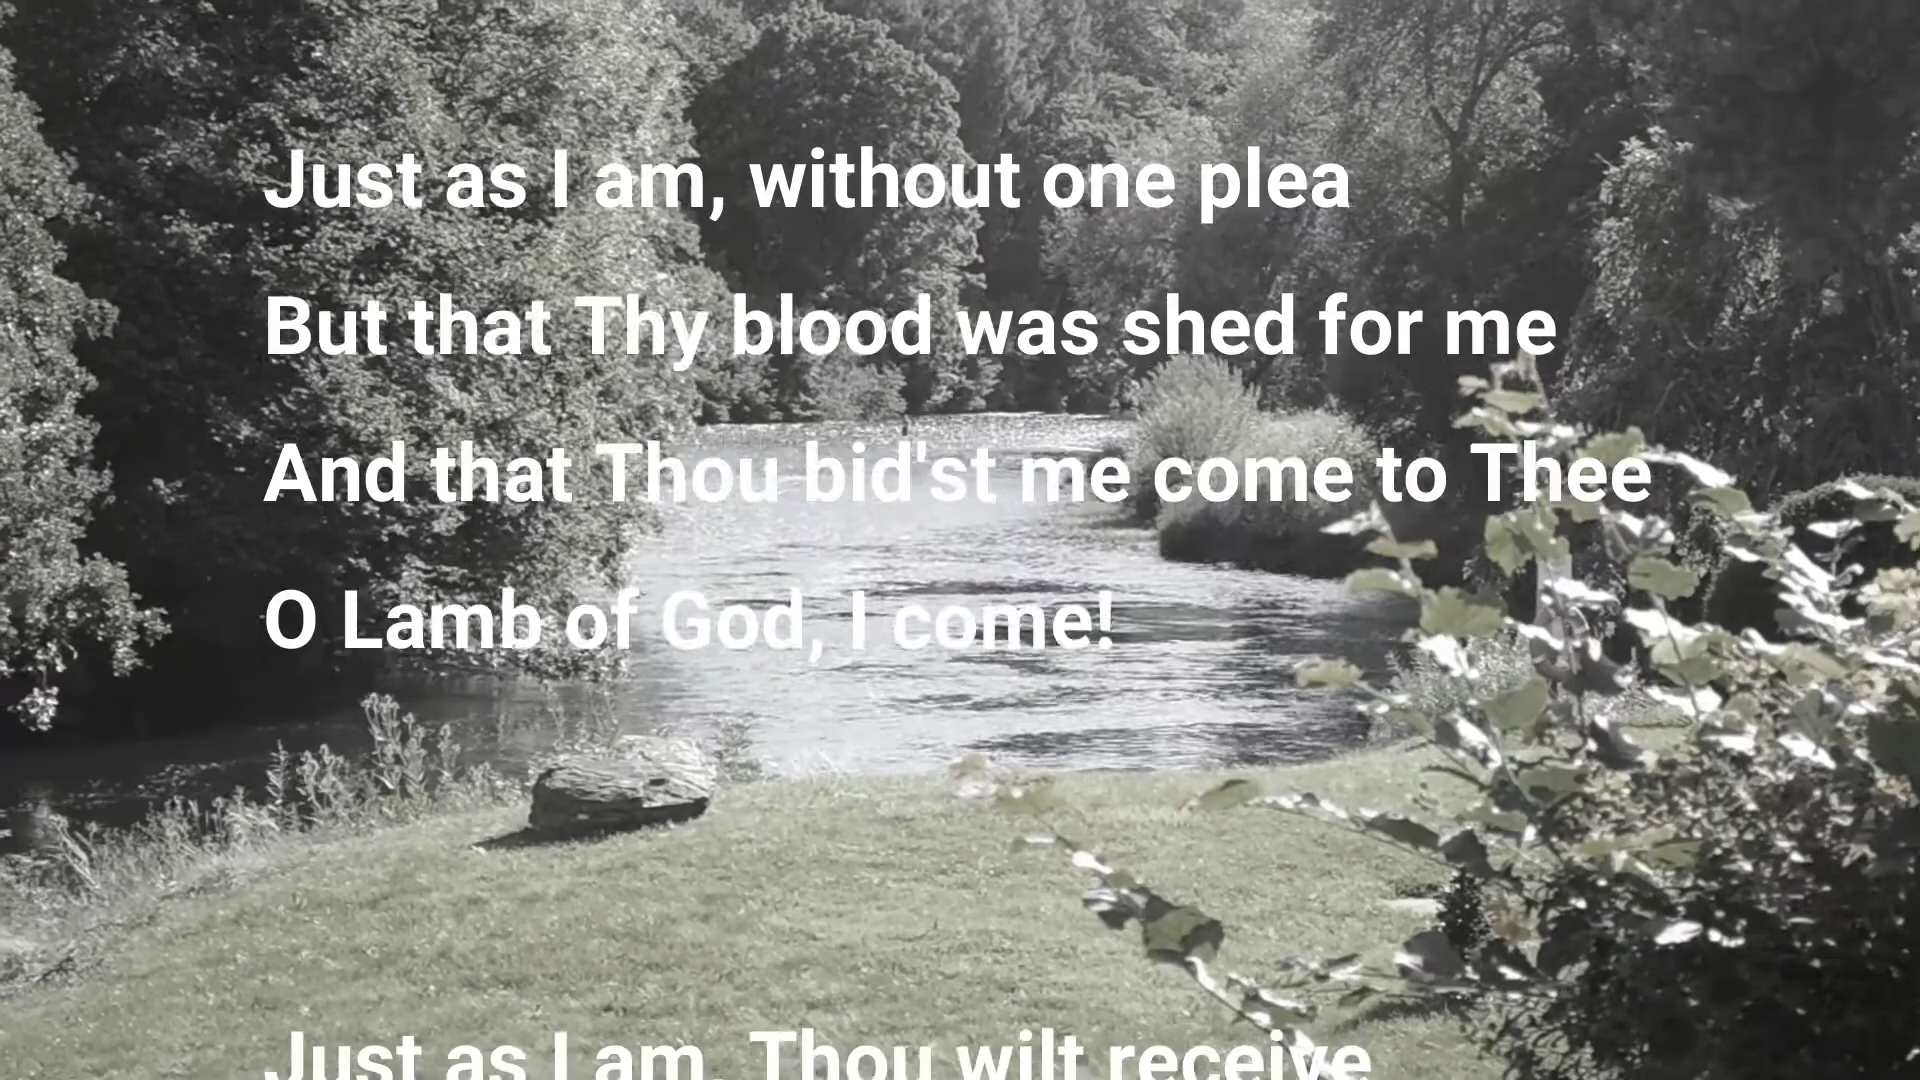 Just as I am, without one plea
But that Thy blood was shed for me
And that Thou bid'st me come to Thee
O Lamb of God, I come!
Just as I am, Thou wilt receive